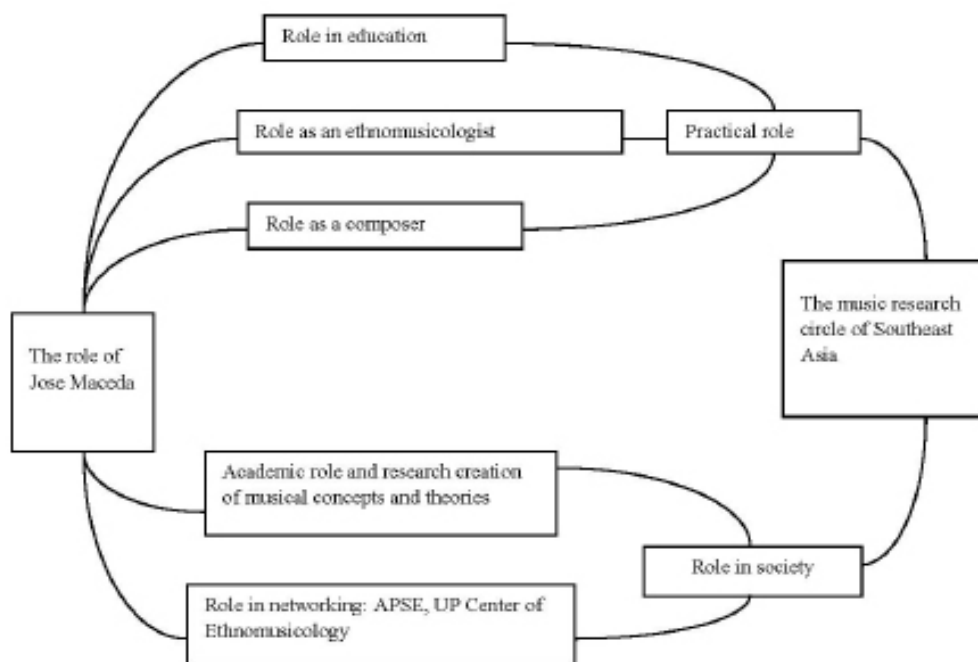 Role in education
Role as an ethnomusicologist
Practical role
Role as a composer
The music research
circle of Southeast
Asia
The role of
Jose Maceda
Academic role and research creation
of musical concepts and theories
Role in society
Role in networking: APSE, UP Center of
Ethnomusicology